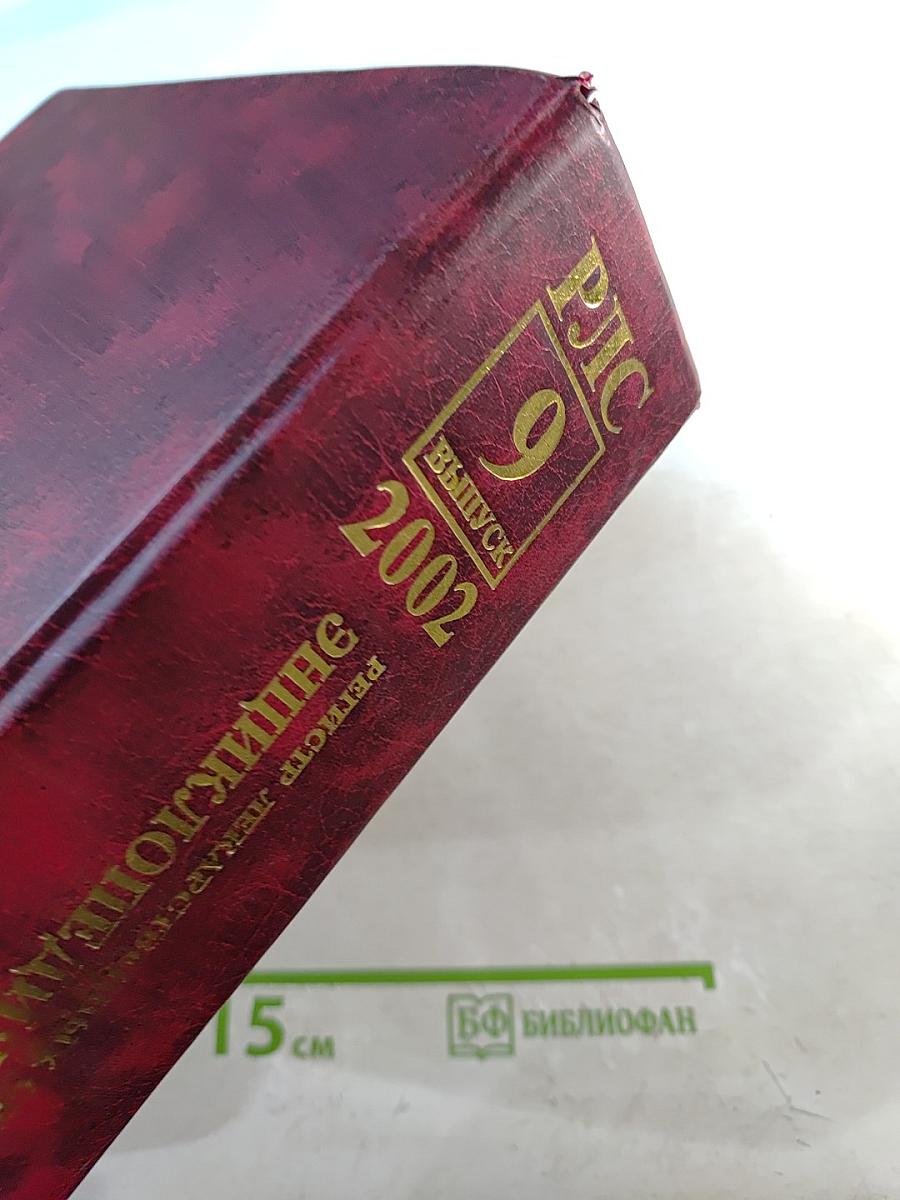 РЛС
9
ВЫПУСК
2002
ЭНЦИКЛОПЕДИЯ
РЕГИСТР ЛЕКАРСТВЕННЫХ
15 см
БФ БИБЛИОФАН